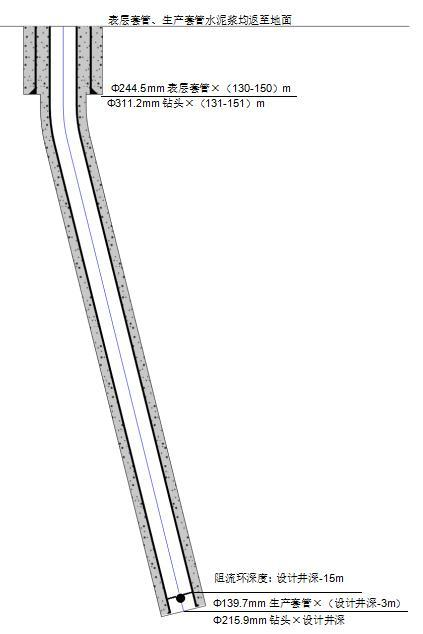 表层套管、生产套管水泥浆均返至地面
Φ244.5mm 表层套管×（130-150）m
Φ311.2mm 钻头×（131-151）m
阻流环深度：设计井深-15m
Φ139.7mm 生产套管×（设计井深-3m）
Φ215.9mm 钻头×设计井深